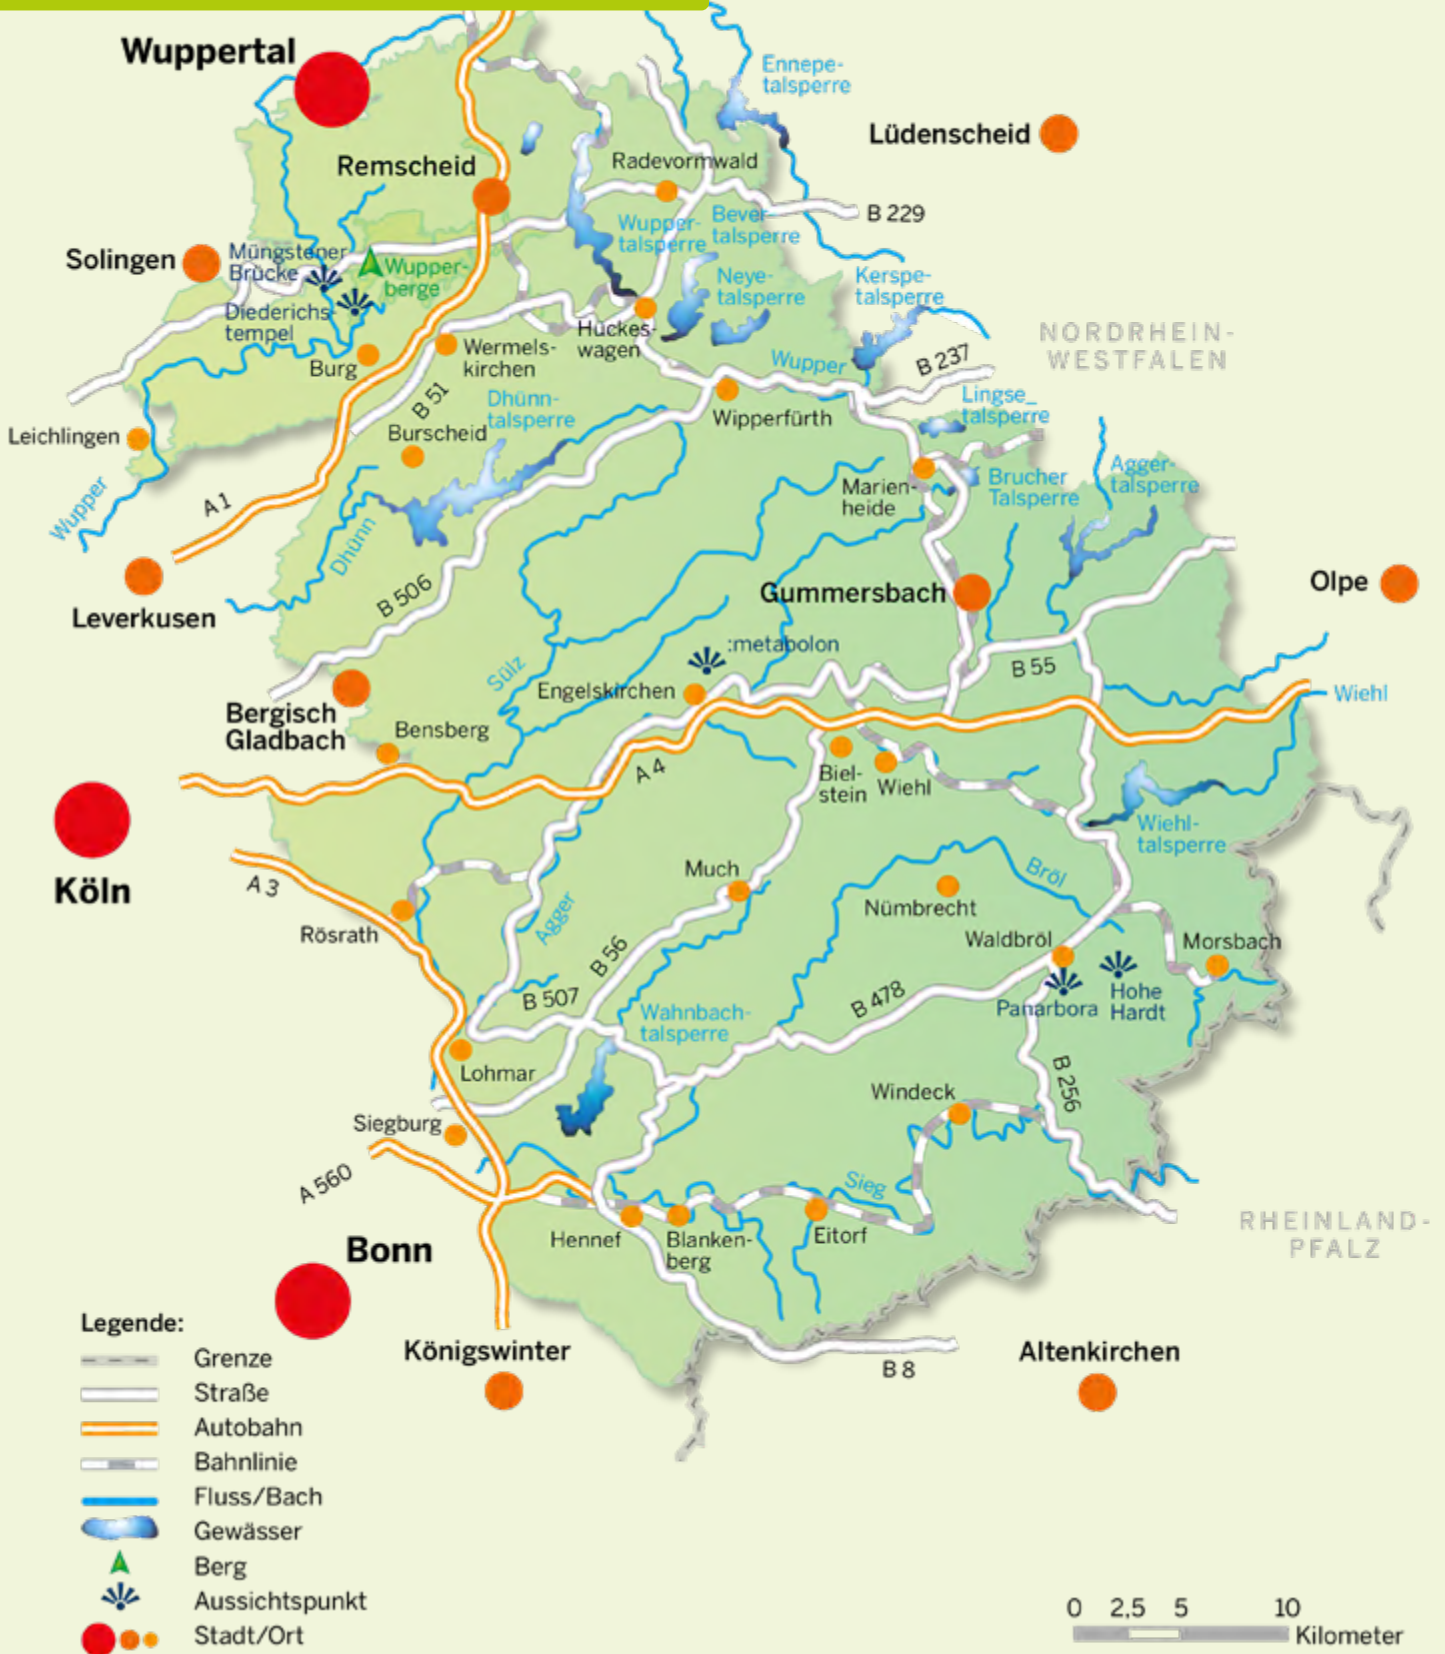 Wuppertal
Ennepe-
talsperre
Lüdenscheid
Remscheid
Radevormwald
B 229
Wupper-
talsperre
Bever-
talsperre
Solingen
Müngstener
Brücke
Wupper-
berge
Neye-
talsperre
Kerspe-
talsperre
Diederichs-
tempel
Hückes-
wagen
NORDRHEIN-
WESTFALEN
Burg
Wermels-
kirchen
Wupper
B 237
B 51
Dhünn-
talsperre
Wipperfürth
Lingse_
talsperre
Leichlingen
Burscheid
Wupper
A 1
Marien-
heide
Brucher
Talsperre
Agger-
talsperre
Dhünn
Leverkusen
B 506
Gummersbach
Olpe
:metabolon
Sülz
Engelskirchen
B 55
Wiehl
Bergisch
Gladbach
Bensberg
A 4
Biel-
stein
Wiehl
Köln
Wiehl-
talsperre
A 3
Much
Bröl
Nümbrecht
Rösrath
Agger
B 56
Waldbröl
Morsbach
B 507
B 478
Panarbora
Hohe
Hardt
Wahnbach-
talsperre
Lohmar
Windeck
B 256
Siegburg
A 560
Sieg
Hennef
Blanken-
berg
Eitorf
RHEINLAND-
PFALZ
Bonn
Königswinter
Altenkirchen
B 8
Legende:
Grenze
Straße
Autobahn
Bahnlinie
Fluss/Bach
Gewässer
Berg
Aussichtspunkt
Stadt/Ort
0 2,5 5 10
Kilometer